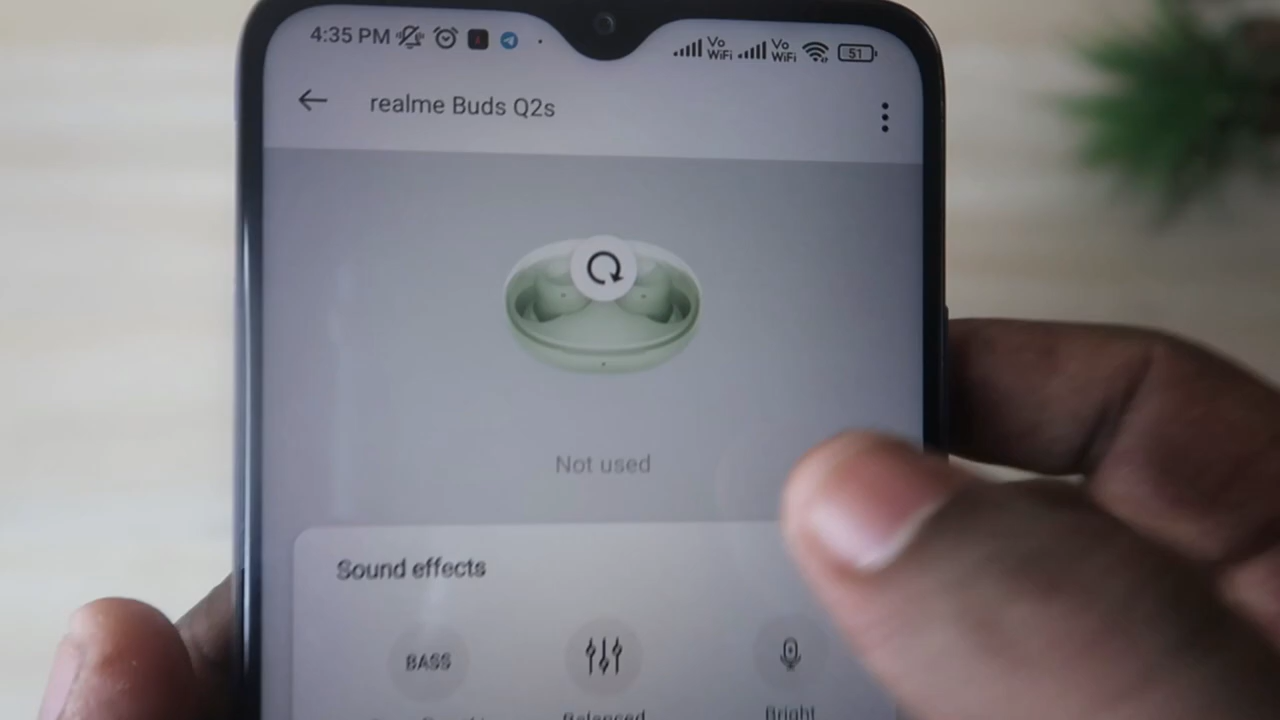 4:35 PM Vo WiFi Vo WiFi 51
realme Buds Q2s
Not used
Sound effects
BASS
Balanced Bright